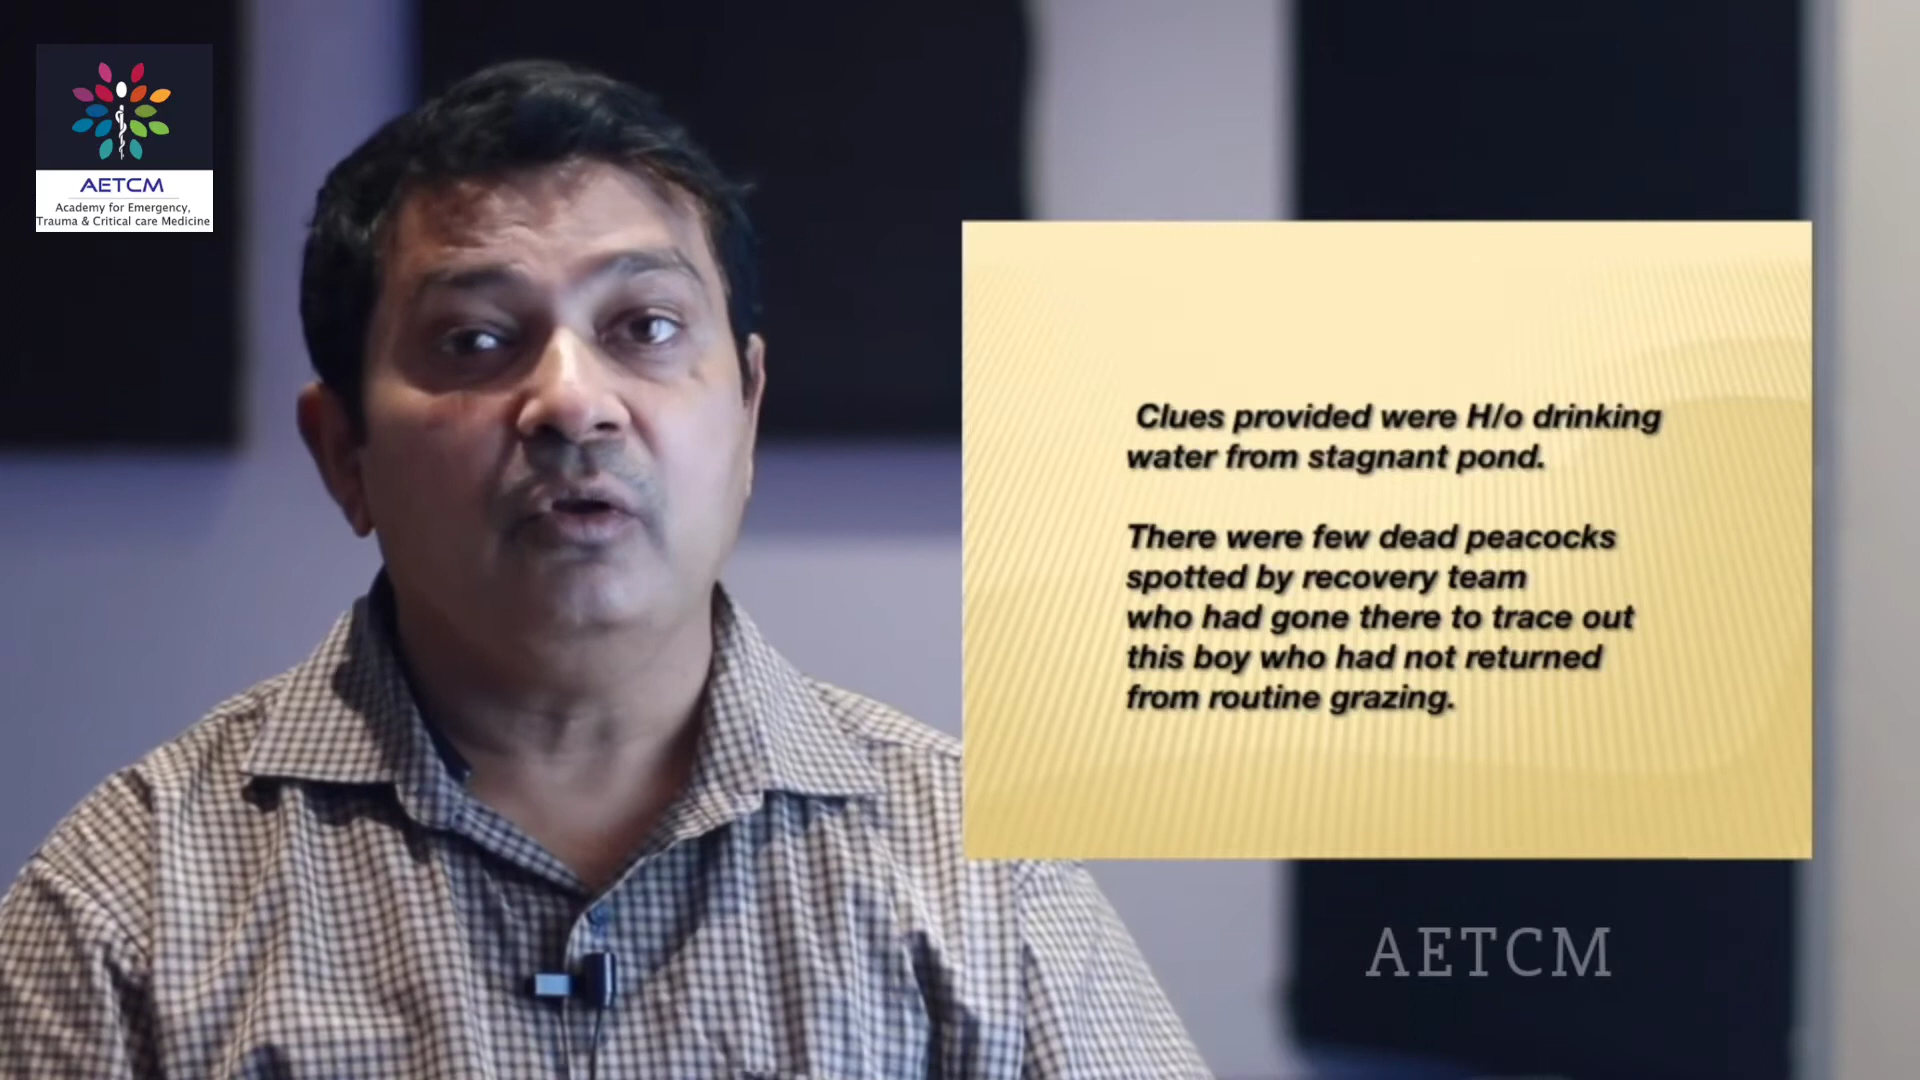 AETCM
Academy for Emergency,
Trauma & Critical care Medicine
Clues provided were H/o drinking
water from stagnant pond.
There were few dead peacocks
spotted by recovery team
who had gone there to trace out
this boy who had not returned
from routine grazing.
AETCM